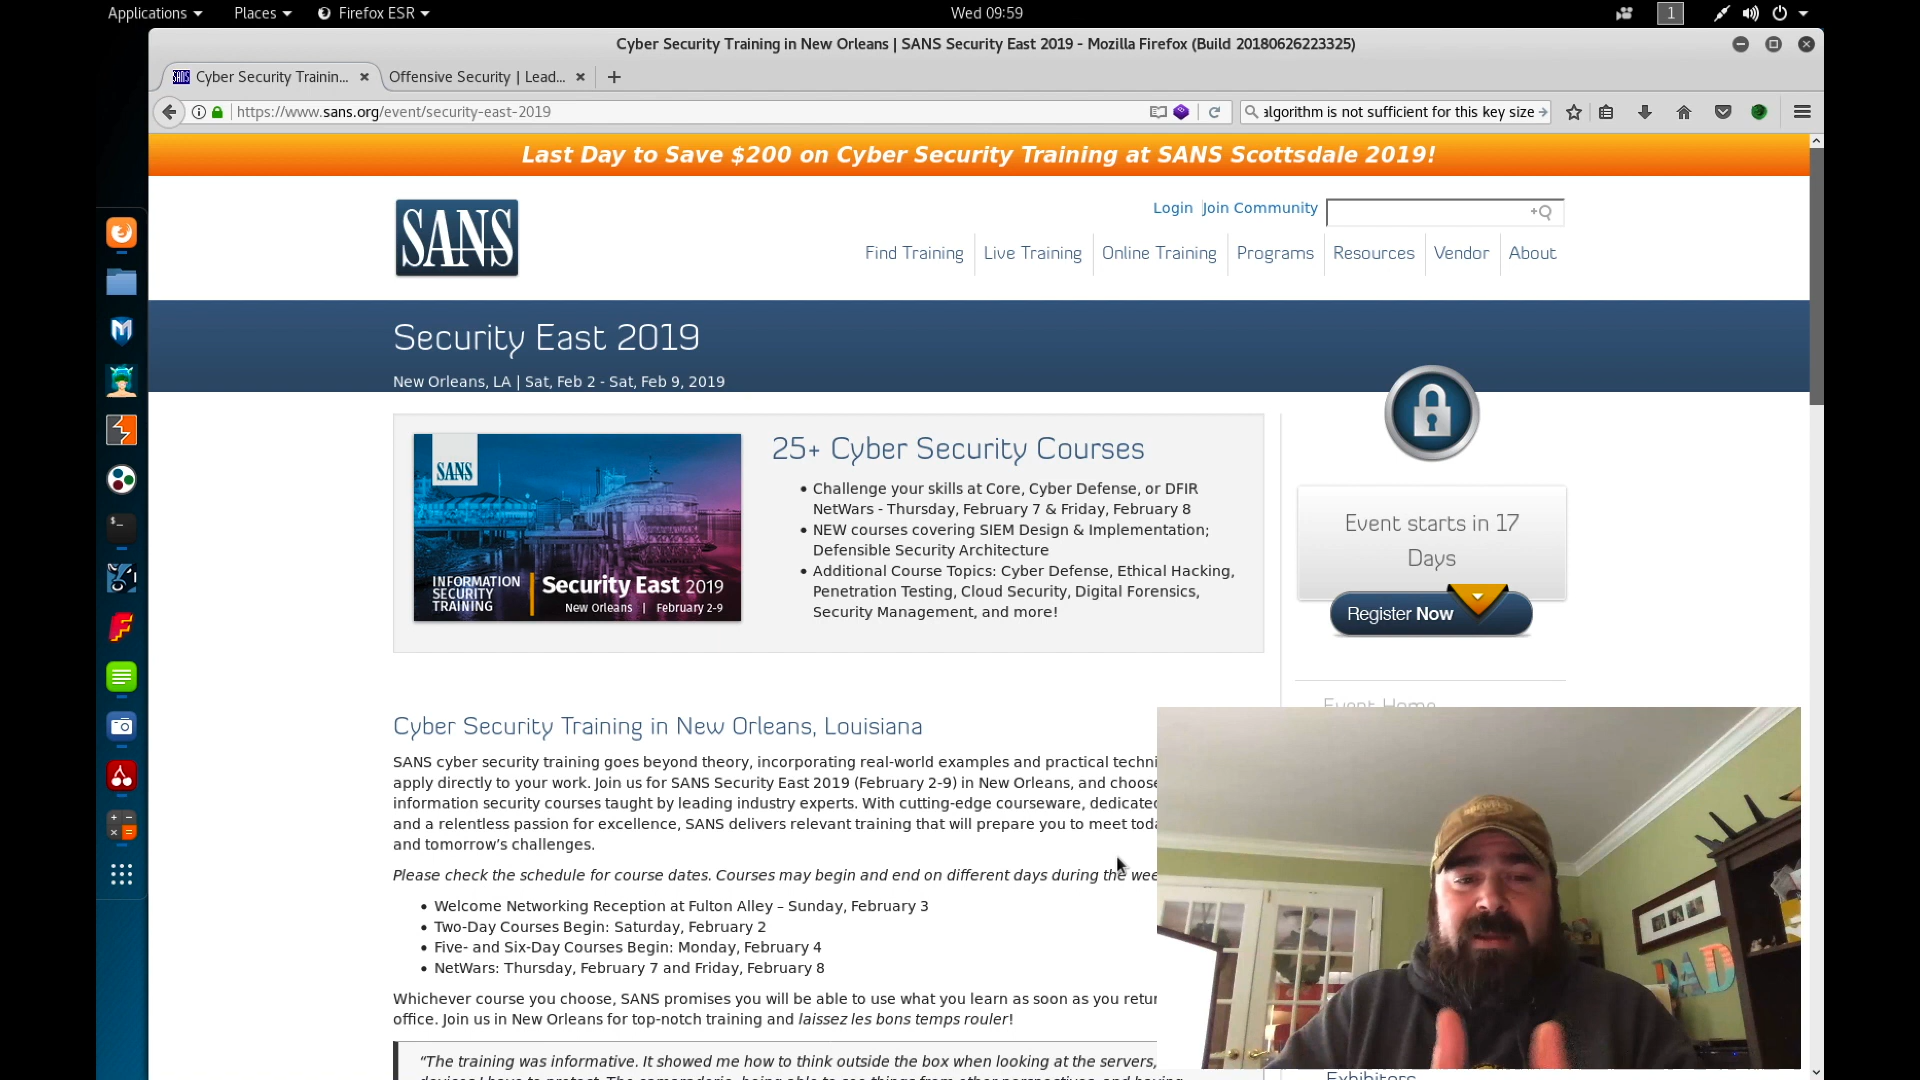 Applications Places Firefox ESR Wed 09:59 1
Cyber Security Training in New Orleans | SANS Security East 2019 - Mozilla Firefox (Build 20180626223325)
SANS Cyber Security Trainin... Offensive Security | Lead...
https://www.sans.org/event/security-east-2019 algorithm is not sufficient for this key size
Last Day to Save $200 on Cyber Security Training at SANS Scottsdale 2019!
SANS
Login Join Community
Find Training Live Training Online Training Programs Resources Vendor About
Security East 2019
New Orleans, LA | Sat, Feb 2 - Sat, Feb 9, 2019
SANS
INFORMATION
SECURITY
TRAINING
Security East 2019
New Orleans | February 2-9
25+ Cyber Security Courses
• Challenge your skills at Core, Cyber Defense, or DFIR
NetWars - Thursday, February 7 & Friday, February 8
• NEW courses covering SIEM Design & Implementation;
Defensible Security Architecture
• Additional Course Topics: Cyber Defense, Ethical Hacking,
Penetration Testing, Cloud Security, Digital Forensics,
Security Management, and more!
Event starts in 17
Days
Register Now
Event Home
Cyber Security Training in New Orleans, Louisiana
SANS cyber security training goes beyond theory, incorporating real-world examples and practical techni
apply directly to your work. Join us for SANS Security East 2019 (February 2-9) in New Orleans, and choose
information security courses taught by leading industry experts. With cutting-edge courseware, dedicated
and a relentless passion for excellence, SANS delivers relevant training that will prepare you to meet toda
and tomorrow's challenges.
Please check the schedule for course dates. Courses may begin and end on different days during the wee
• Welcome Networking Reception at Fulton Alley – Sunday, February 3
• Two-Day Courses Begin: Saturday, February 2
• Five- and Six-Day Courses Begin: Monday, February 4
• NetWars: Thursday, February 7 and Friday, February 8
Whichever course you choose, SANS promises you will be able to use what you learn as soon as you retur
office. Join us in New Orleans for top-notch training and laissez les bons temps rouler!
"The training was informative. It showed me how to think outside the box when looking at the servers,
DAD
Exhibitors